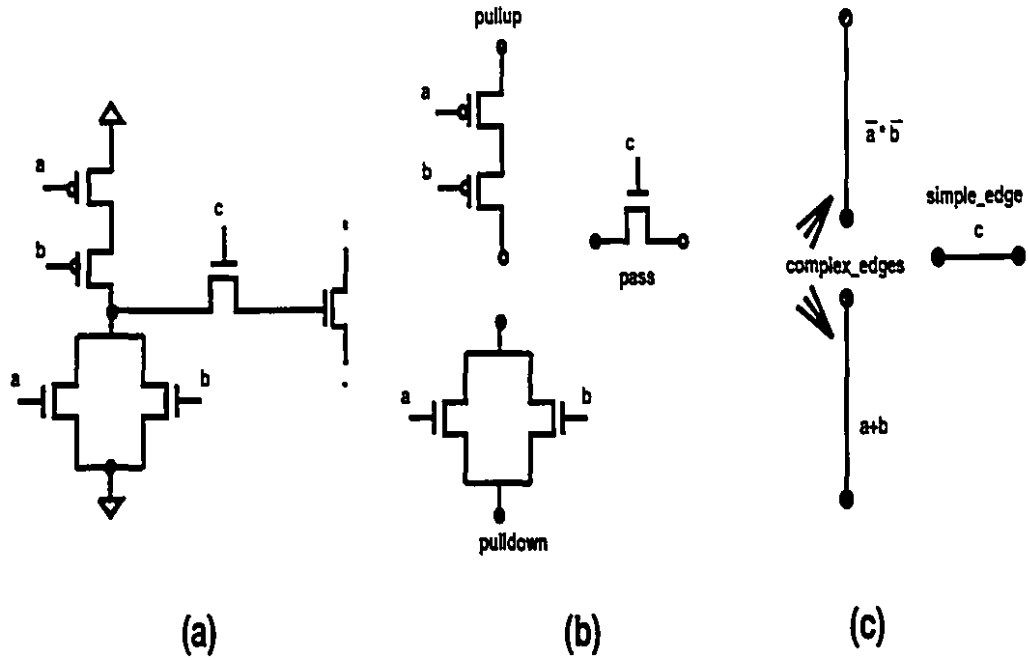 a
b
c
a
b
(a)
pullup
a
b
c
pass
a
b
pulldown
(b)
a̅ * b̅
simple_edge
c
complex_edges
a+b
(c)